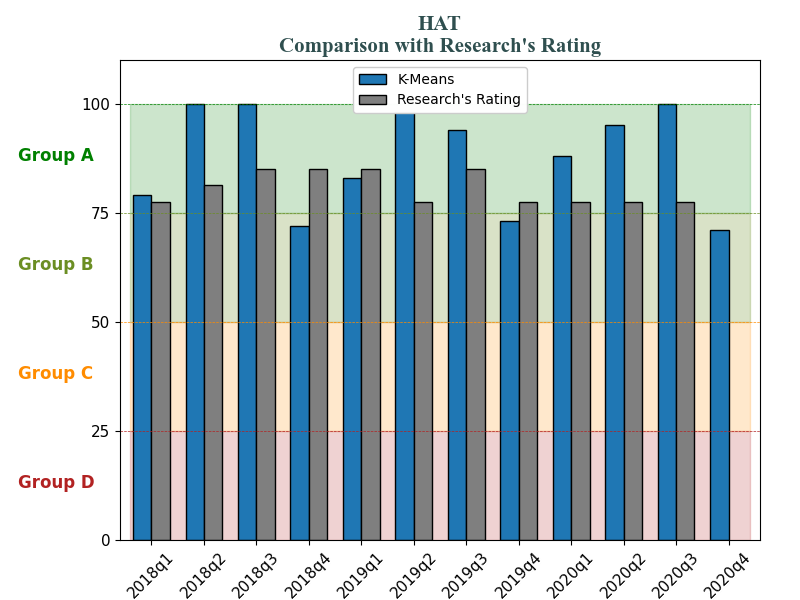 HAT
Comparison with Research's Rating
K-Means
Research's Rating
100
Group A
75
Group B
50
Group C
25
Group D
0
2018q1
2018q2
2018q3
2018q4
2019q1
2019q2
2019q3
2019q4
2020q1
2020q2
2020q3
2020q4